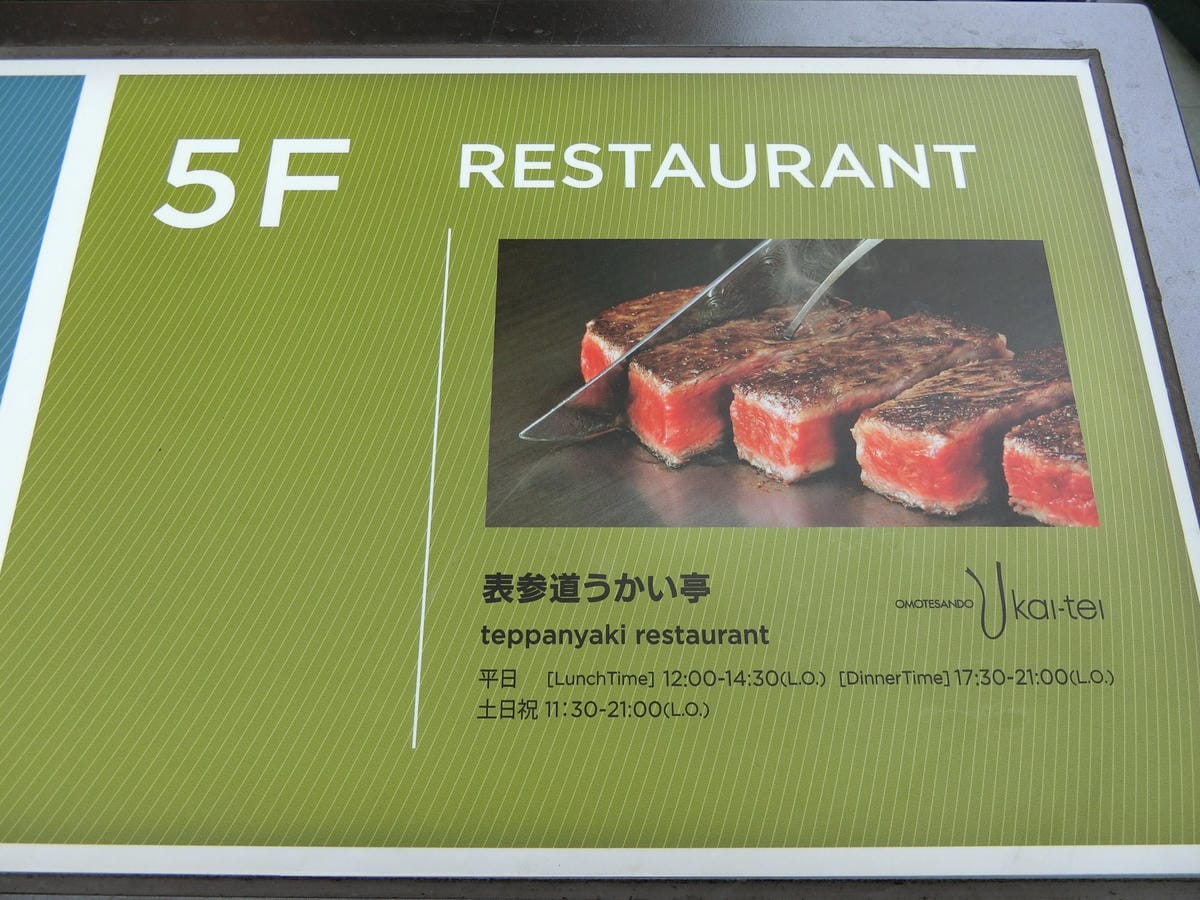 5F RESTAURANT
表参道うかい亭
OMOTESANDO Ukai-tei
teppanyaki restaurant
平日 [LunchTime] 12:00-14:30(L.O.) [DinnerTime] 17:30-21:00(L.O.)
土日祝 11:30-21:00(L.O.)